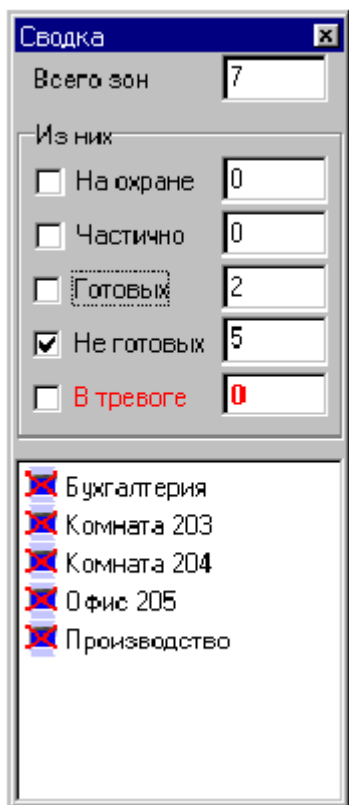 Сводка
Всего зон 7
Из них
На охране 0
Частично 0
Готовых 2
Не готовых 5
В тревоге 0
Бухгалтерия
Комната 203
Комната 204
Офис 205
Производство